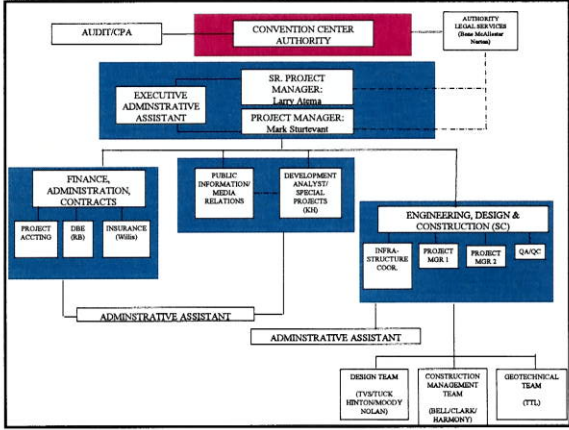 AUDIT/CPA
CONVENTION CENTER
AUTHORITY
AUTHORITY
LEGAL SERVICES
(Bone McAllester
Norton)
EXECUTIVE
ADMINSTRATIVE
ASSISTANT
SR. PROJECT
MANAGER:
Larry Atema
PROJECT MANAGER:
Mark Sturtevant
FINANCE,
ADMINISTRATION,
CONTRACTS
PROJECT
ACCTING
DBE
(RB)
INSURANCE
(Willis)
PUBLIC
INFORMATION/
MEDIA
RELATIONS
DEVELOPMENT
ANALYST/
SPECIAL
PROJECTS
(KH)
ENGINEERING, DESIGN &
CONSTRUCTION (SC)
INFRA-
STRUCTURE
COOR.
PROJECT
MGR 1
PROJECT
MGR 2
QA/QC
ADMINSTRATIVE ASSISTANT
ADMINSTRATIVE ASSISTANT
DESIGN TEAM
(TVS/TUCK
HINTON/MOODY
NOLAN)
CONSTRUCTION
MANAGEMENT
TEAM
(BELL/CLARK/
HARMONY)
GEOTECHNICAL
TEAM
(TTL)